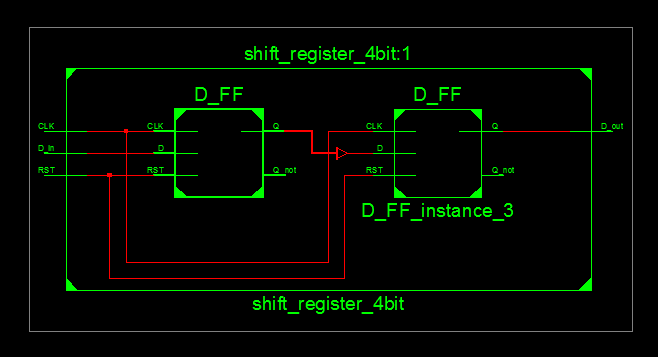 shift_register_4bit:1
D_FF
D_FF
CLK
CLK
Q
CLK
Q
D_out
D_in
D
D
RST
RST
Q_not
RST
Q_not
D_FF_instance_3
shift_register_4bit